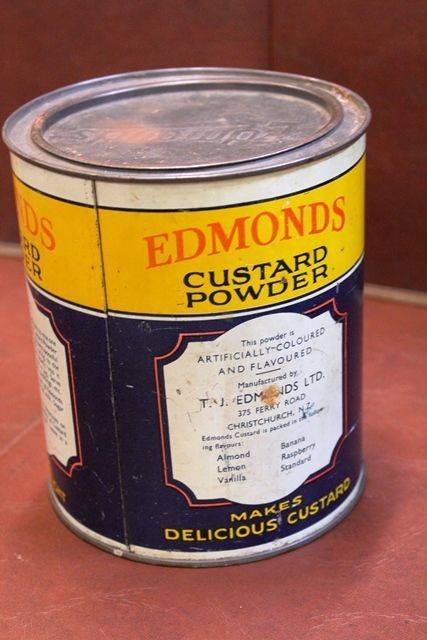 EDMONDS
CUSTARD
POWDER
This powder is
ARTIFICIALLY-COLOURED
AND FLAVOURED
Manufactured by
T. J. EDMONDS LTD.
375 FERRY ROAD
CHRISTCHURCH, N.Z.
Edmonds Custard is packed in the follow-
ing flavours:
Almond Banana
Lemon Raspberry
Vanilla Standard
MAKES
DELICIOUS CUSTARD
DS
RD
ER